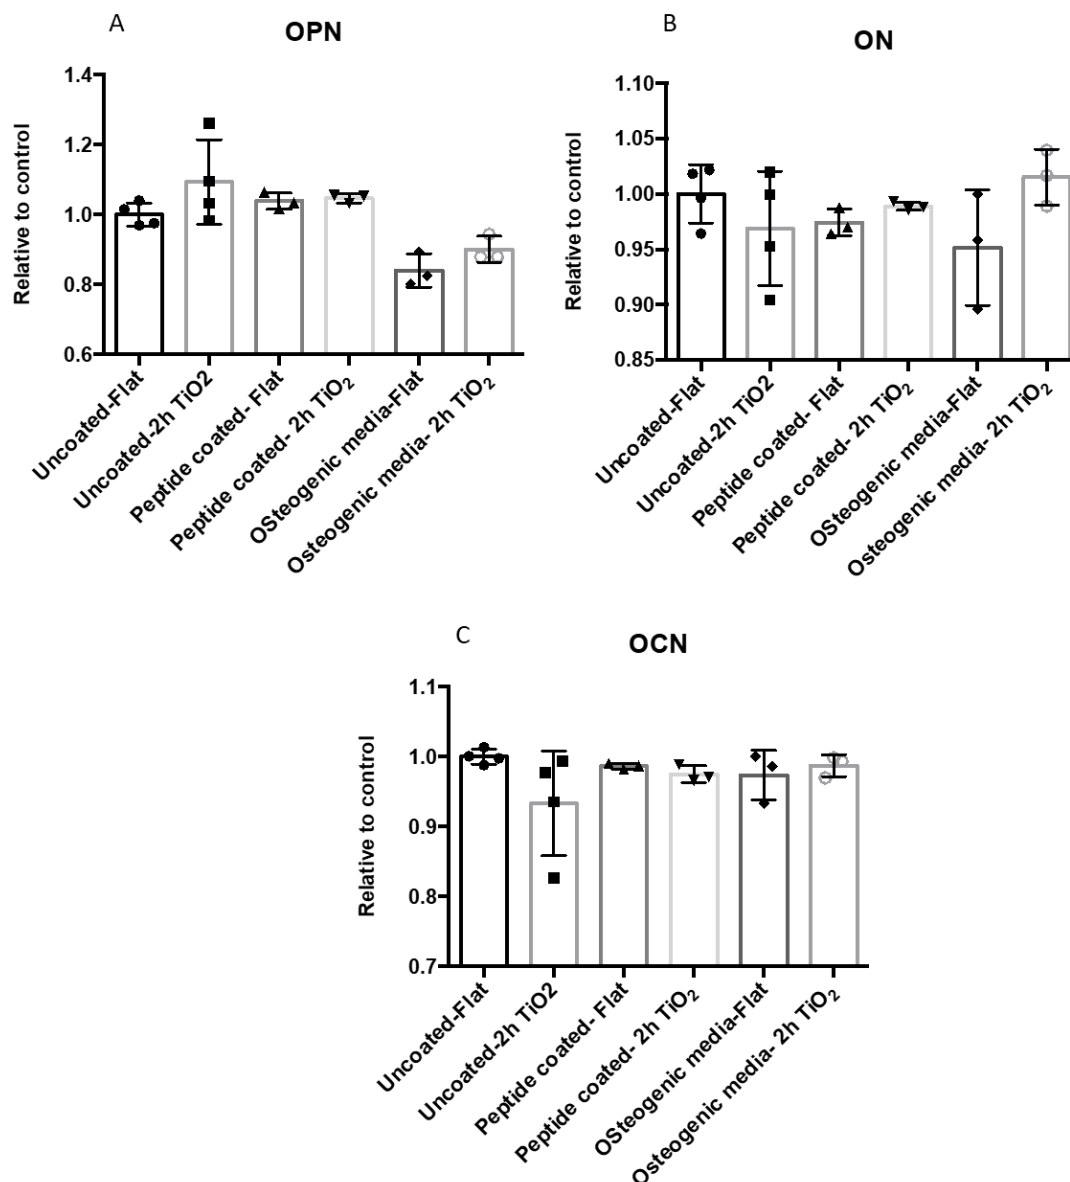 A
OPN
Relative to control
1.4
1.2
1.0
0.8
0.6
Uncoated-Flat
Uncoated-2h TiO2
Peptide coated- Flat
Peptide coated- 2h TiO₂
OSteogenic media-Flat
Osteogenic media- 2h TiO₂
B
ON
Relative to control
1.10
1.05
1.00
0.95
0.90
0.85
Uncoated-Flat
Uncoated-2h TiO2
Peptide coated- Flat
Peptide coated- 2h TiO₂
OSteogenic media-Flat
Osteogenic media- 2h TiO₂
C
OCN
Relative to control
1.1
1.0
0.9
0.8
0.7
Uncoated-Flat
Uncoated-2h TiO2
Peptide coated- Flat
Peptide coated- 2h TiO₂
OSteogenic media-Flat
Osteogenic media- 2h TiO₂